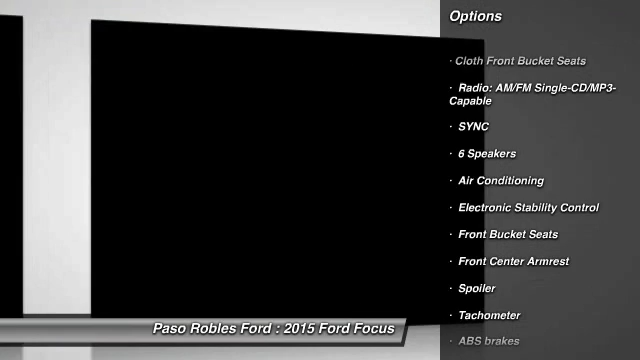 Options
· Cloth Front Bucket Seats
· Radio: AM/FM Single-CD/MP3-
Capable
· SYNC
· 6 Speakers
· Air Conditioning
· Electronic Stability Control
· Front Bucket Seats
· Front Center Armrest
· Spoiler
· Tachometer
· ABS brakes
Paso Robles Ford : 2015 Ford Focus